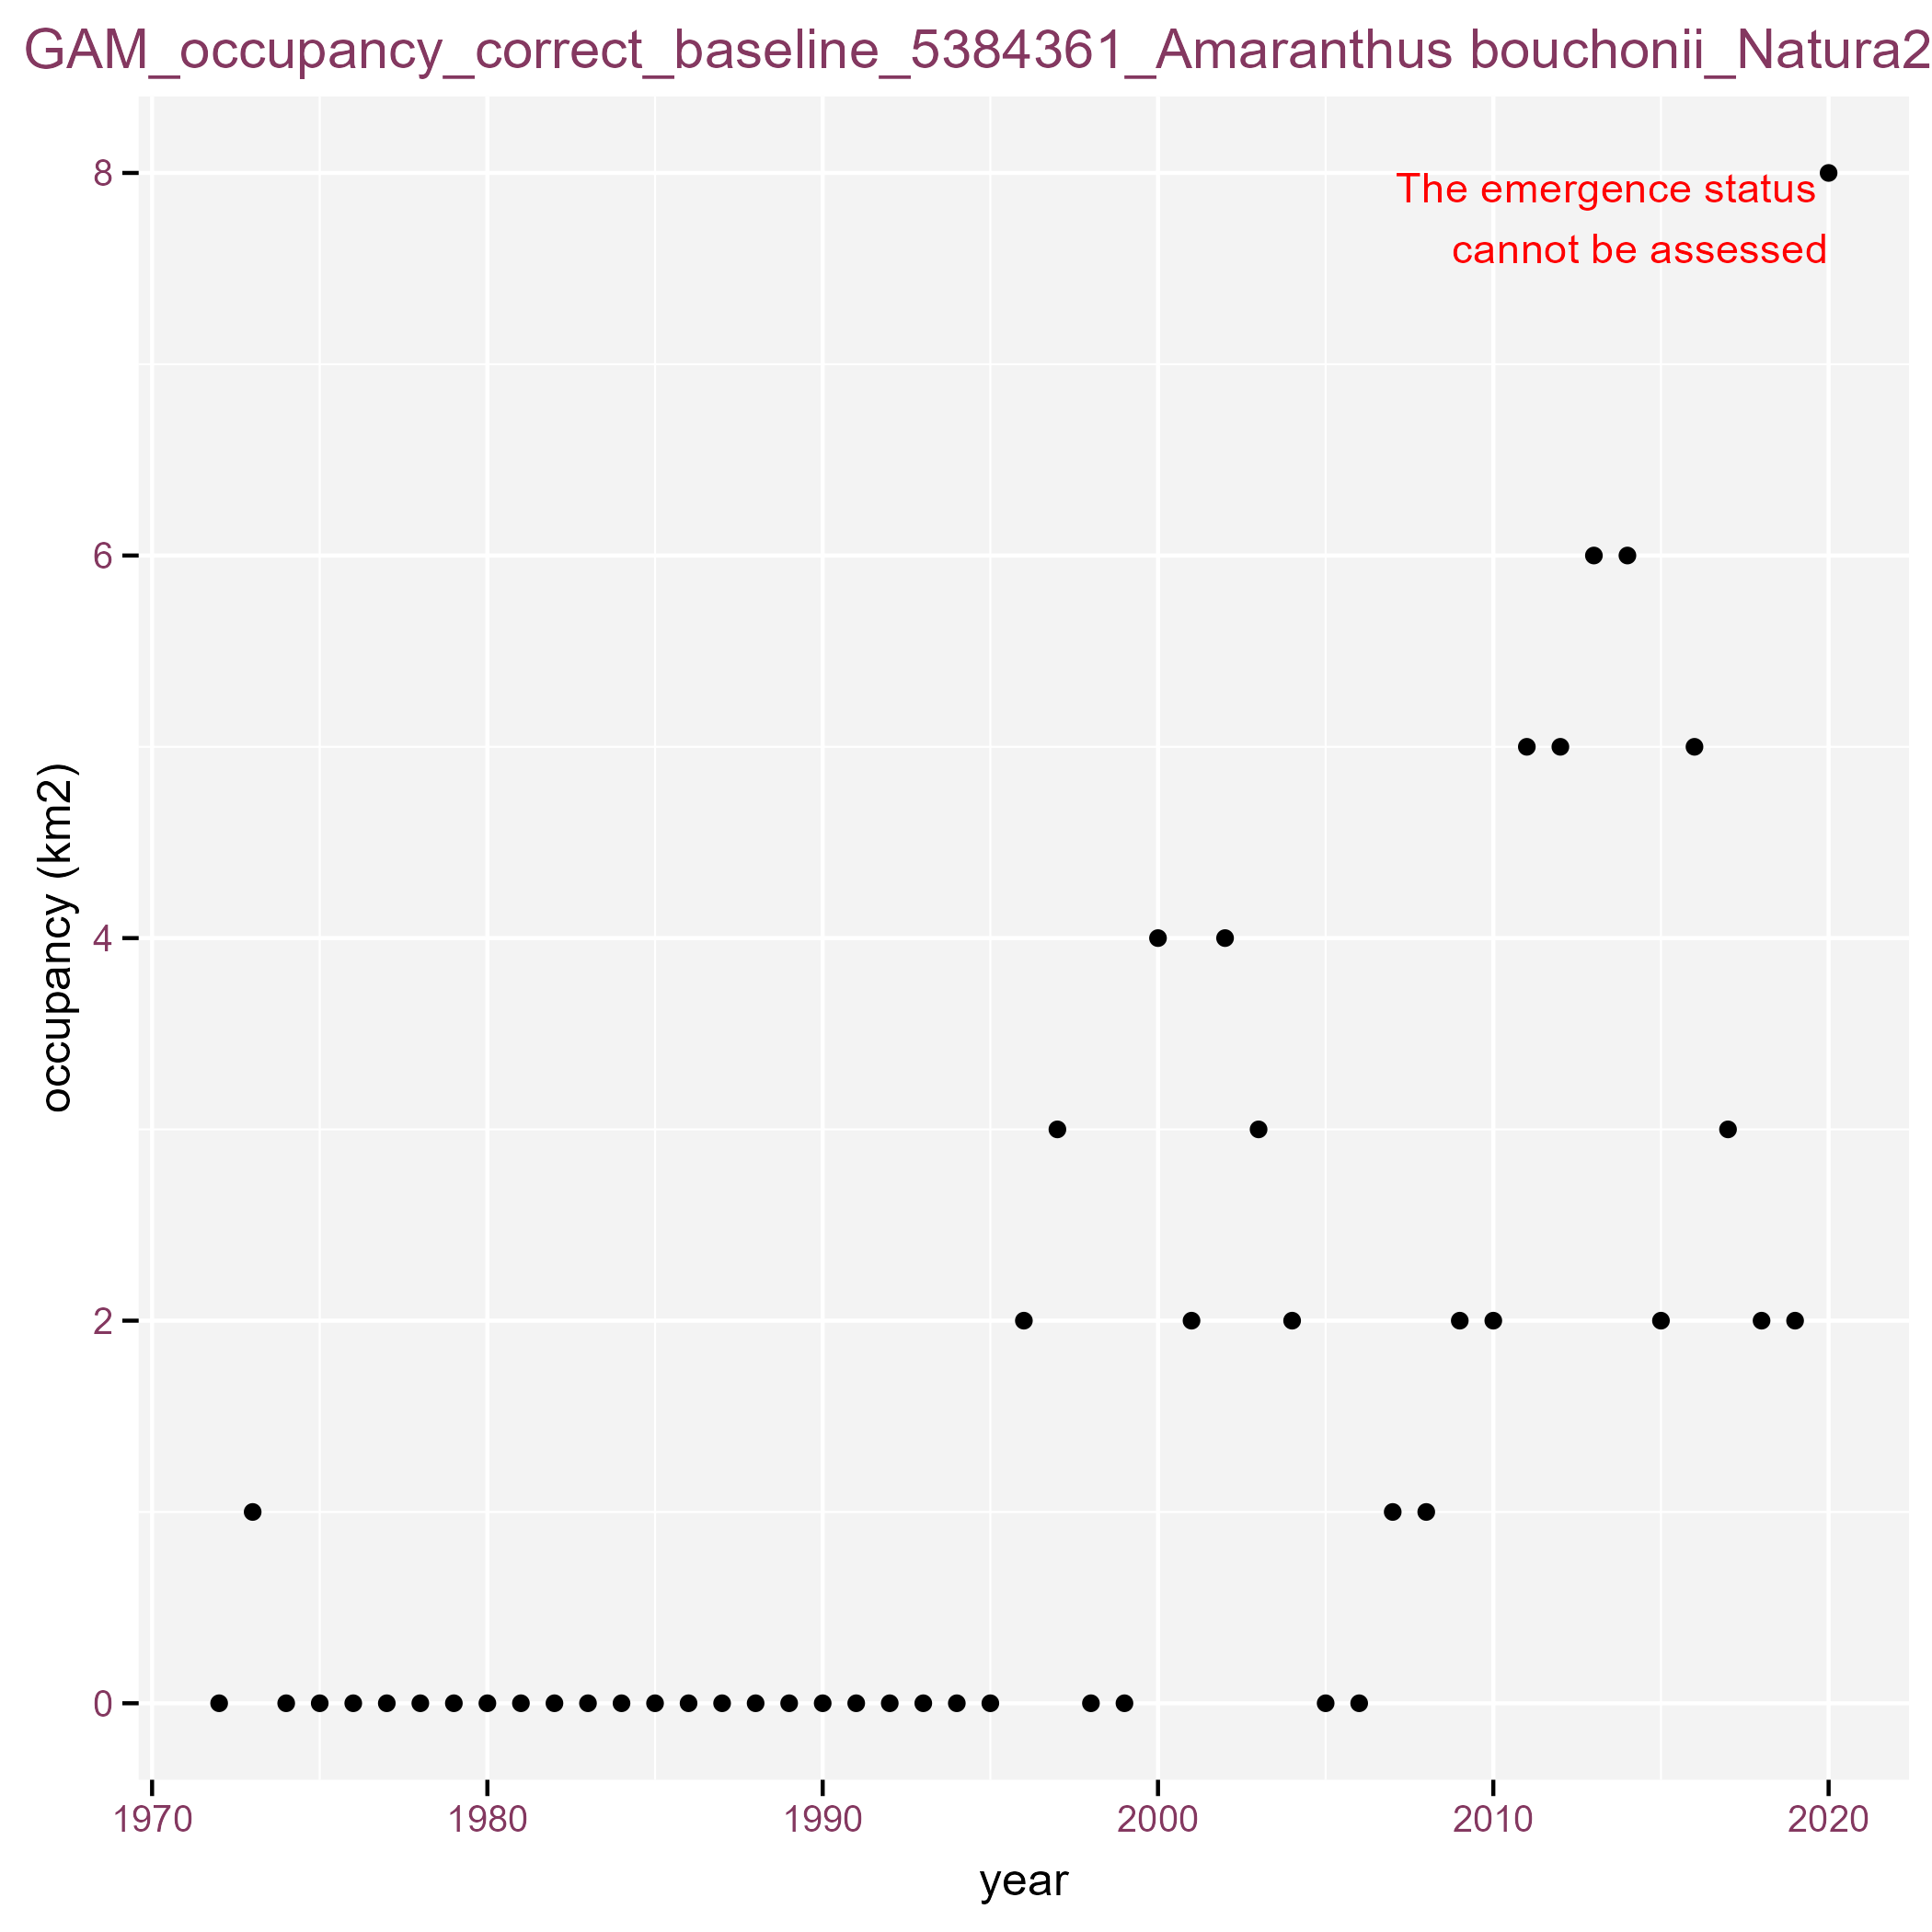 GAM_occupancy_correct_baseline_5384361_Amaranthus bouchonii_Natura2
8
The emergence status
cannot be assessed
6
occupancy (km2)
4
2
0
1970 1980 1990 2000 2010 2020
year